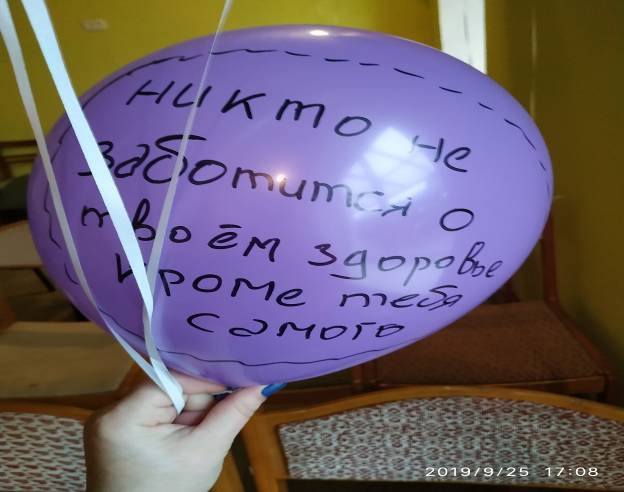 никто не
заботится о
твоём здоровье
кроме тебя
самого
2019/9/25 17:08